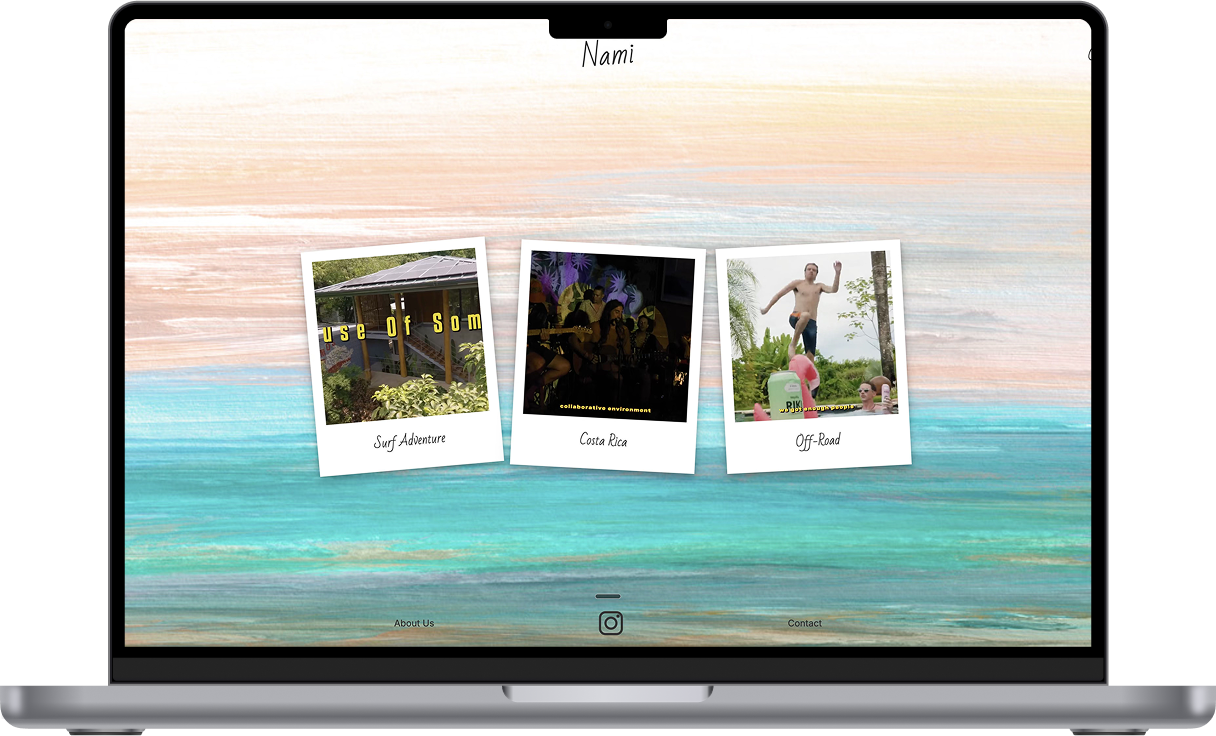 Nami
use Of Som
collaborative environment
we got enough people
RIK
Surf Adventure
Costa Rica
Off-Road
About Us
Contact